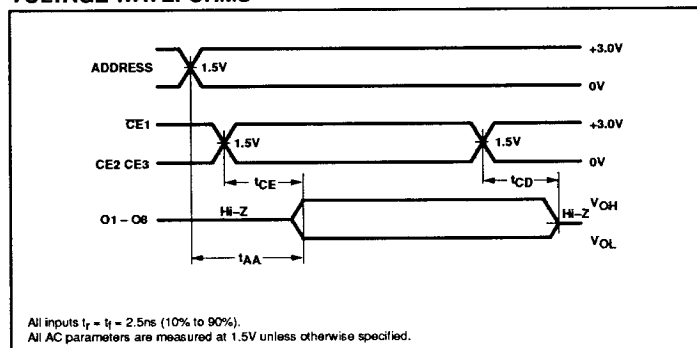 ADDRESS
1.5V
+3.0V
0V
CE1
+3.0V
1.5V
1.5V
CE2 CE3
0V
tCE
tCD
O1 – O8
Hi–Z
Hi–Z
VOH
VOL
tAA
All inputs tr = tf = 2.5ns (10% to 90%).
All AC parameters are measured at 1.5V unless otherwise specified.